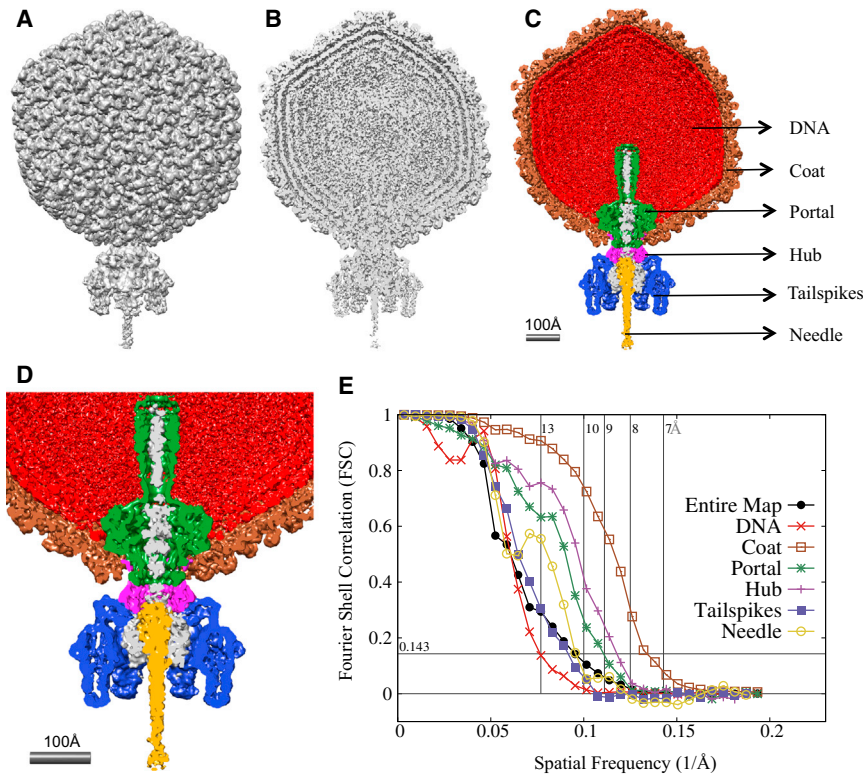 A
B
C
DNA
Coat
Portal
Hub
Tailspikes
Needle
100Å
D
100Å
E
Fourier Shell Correlation (FSC)
1
0.8
0.6
0.4
0.2
0
0.143
13
10
9
8
7Å
Entire Map
DNA
Coat
Portal
Hub
Tailspikes
Needle
0
0.05
0.1
0.15
0.2
Spatial Frequency (1/Å)